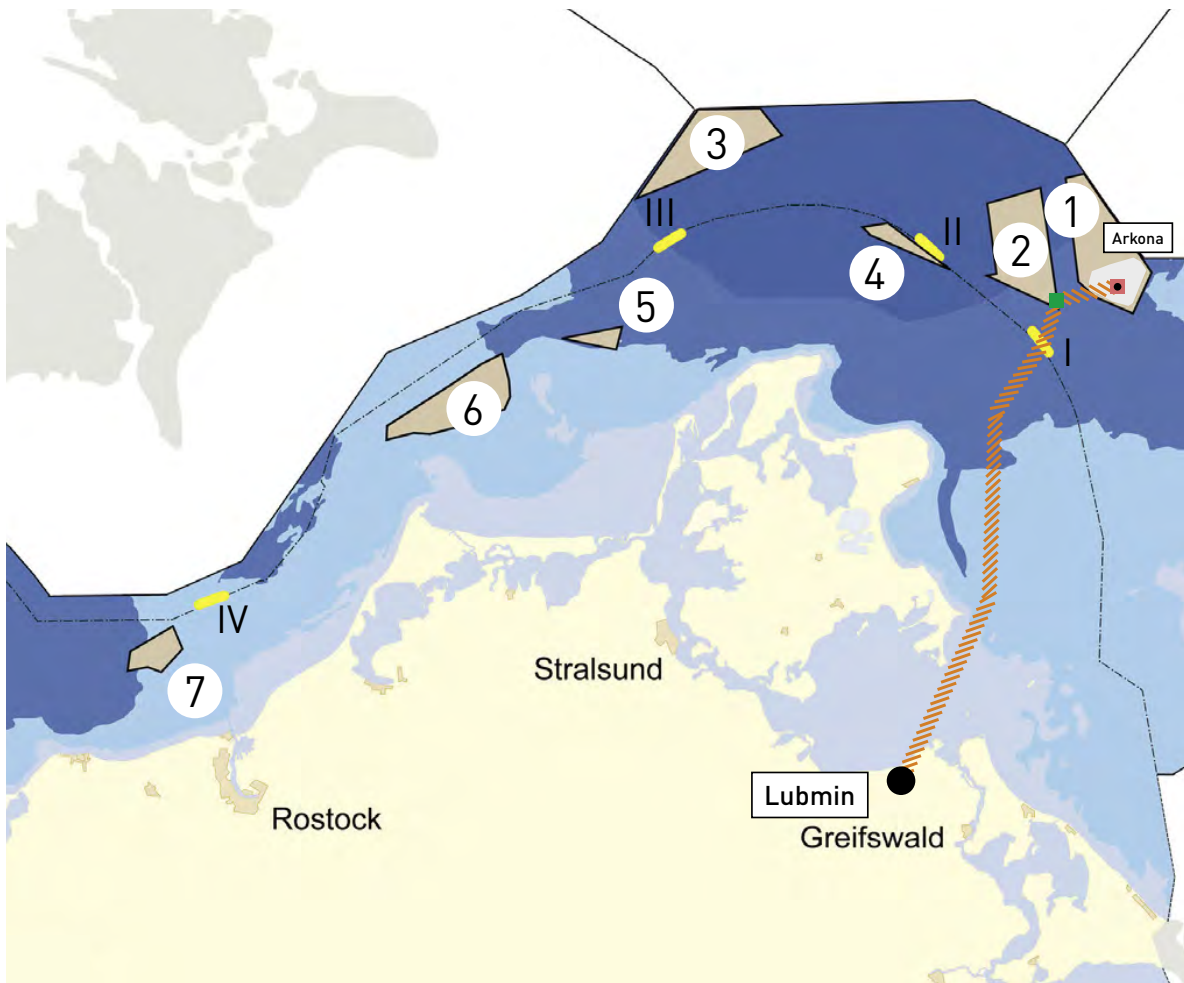 3
1
III
II
2
Arkona
4
5
I
6
IV
Stralsund
7
Lubmin
Rostock
Greifswald